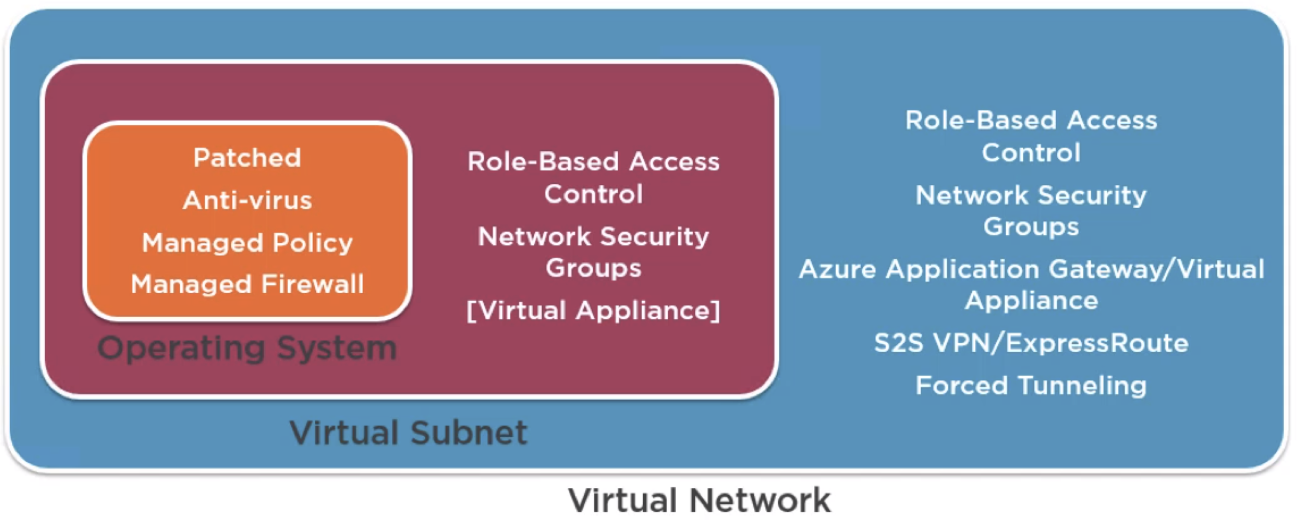 Patched
Anti-virus
Managed Policy
Managed Firewall
Operating System
Role-Based Access
Control
Network Security
Groups
[Virtual Appliance]
Virtual Subnet
Role-Based Access
Control
Network Security
Groups
Azure Application Gateway/Virtual
Appliance
S2S VPN/ExpressRoute
Forced Tunneling
Virtual Network